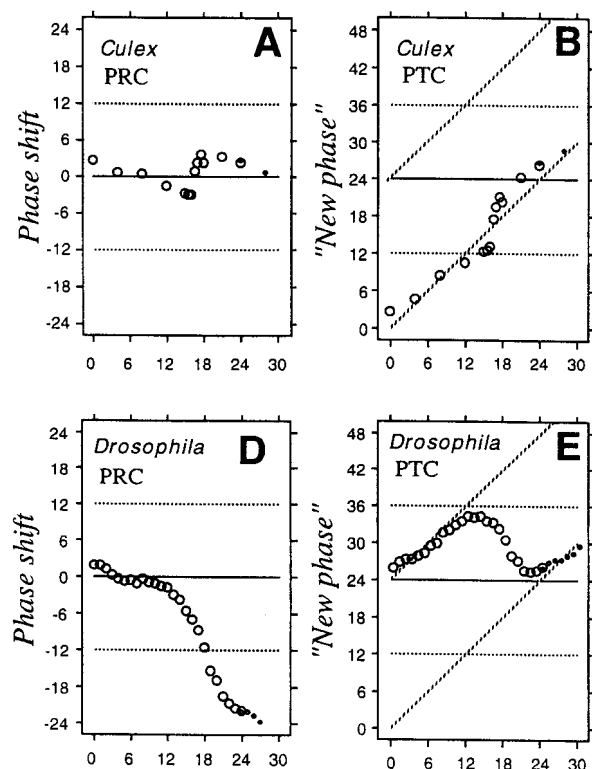 A
Culex
PRC
Phase shift
24
18
12
6
0
-6
-12
-18
-24
0 6 12 18 24 30
B
Culex
PTC
"New phase"
48
42
36
30
24
18
12
6
0
0 6 12 18 24 30
D
Drosophila
PRC
Phase shift
24
18
12
6
0
-6
-12
-18
-24
0 6 12 18 24 30
E
Drosophila
PTC
"New phase"
48
42
36
30
24
18
12
6
0
0 6 12 18 24 30